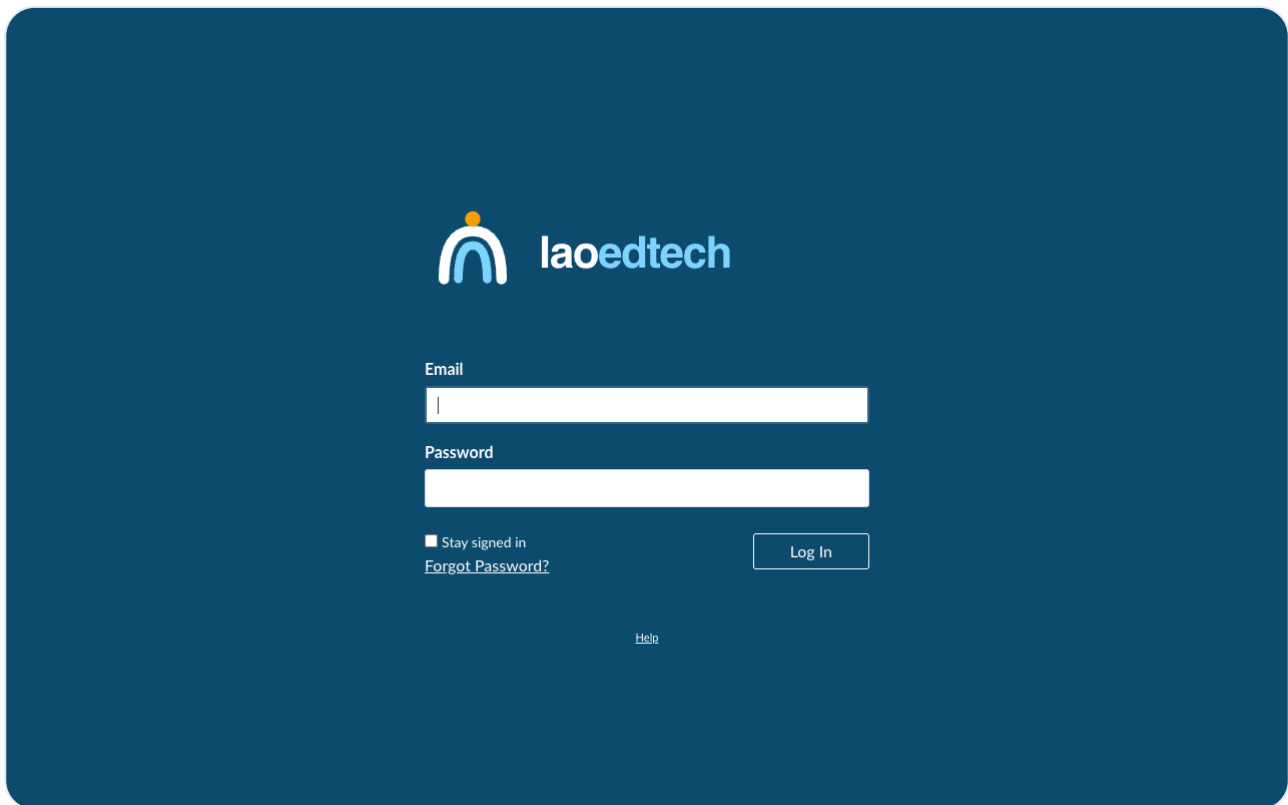 laoedtech
Email
Password
Stay signed in
Log In
Forgot Password?
Help